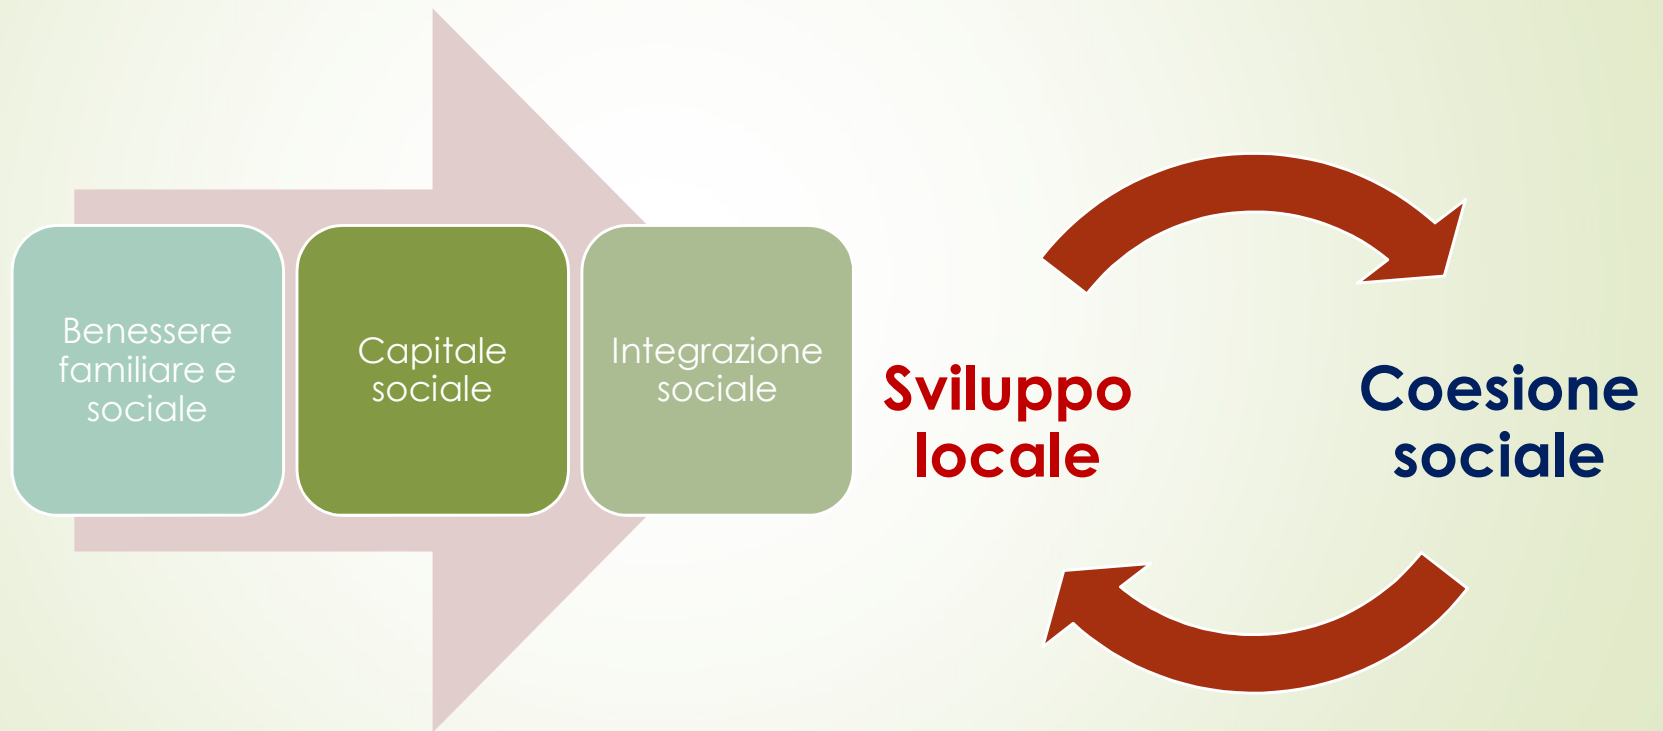 Benessere
familiare e
sociale
Capitale
sociale
Integrazione
sociale
Sviluppo
locale
Coesione
sociale